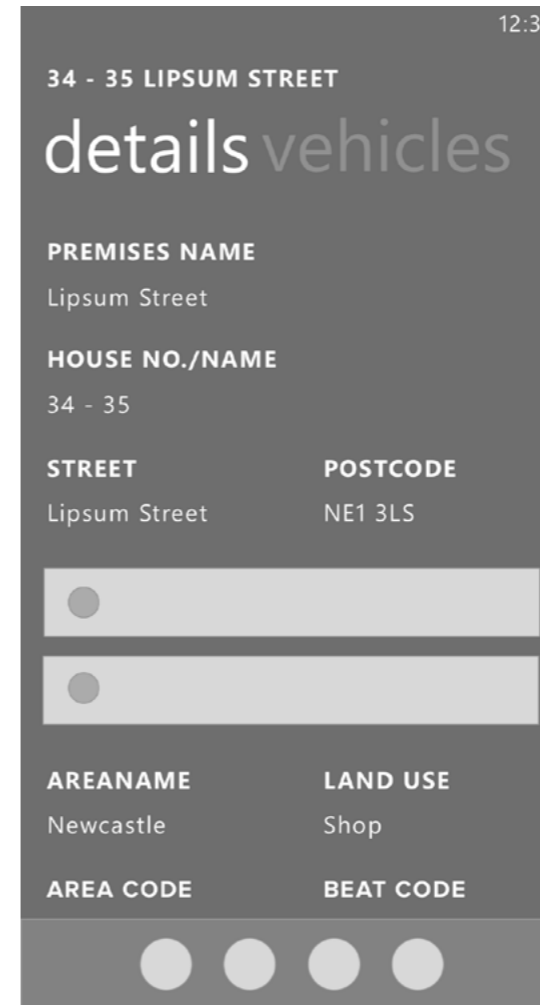 12:3
34 - 35 LIPSUM STREET
details vehicles
PREMISES NAME
Lipsum Street
HOUSE NO./NAME
34 - 35
STREET POSTCODE
Lipsum Street NE1 3LS
AREANAME LAND USE
Newcastle Shop
AREA CODE BEAT CODE